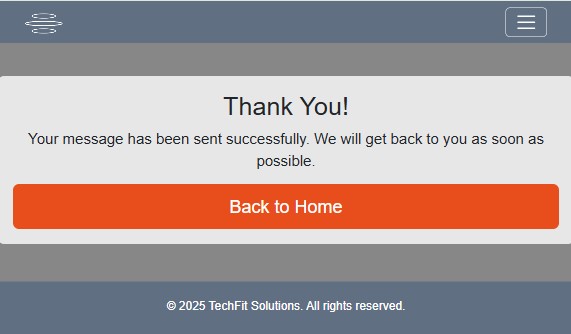 Thank You!
Your message has been sent successfully. We will get back to you as soon as
possible.
Back to Home
© 2025 TechFit Solutions. All rights reserved.